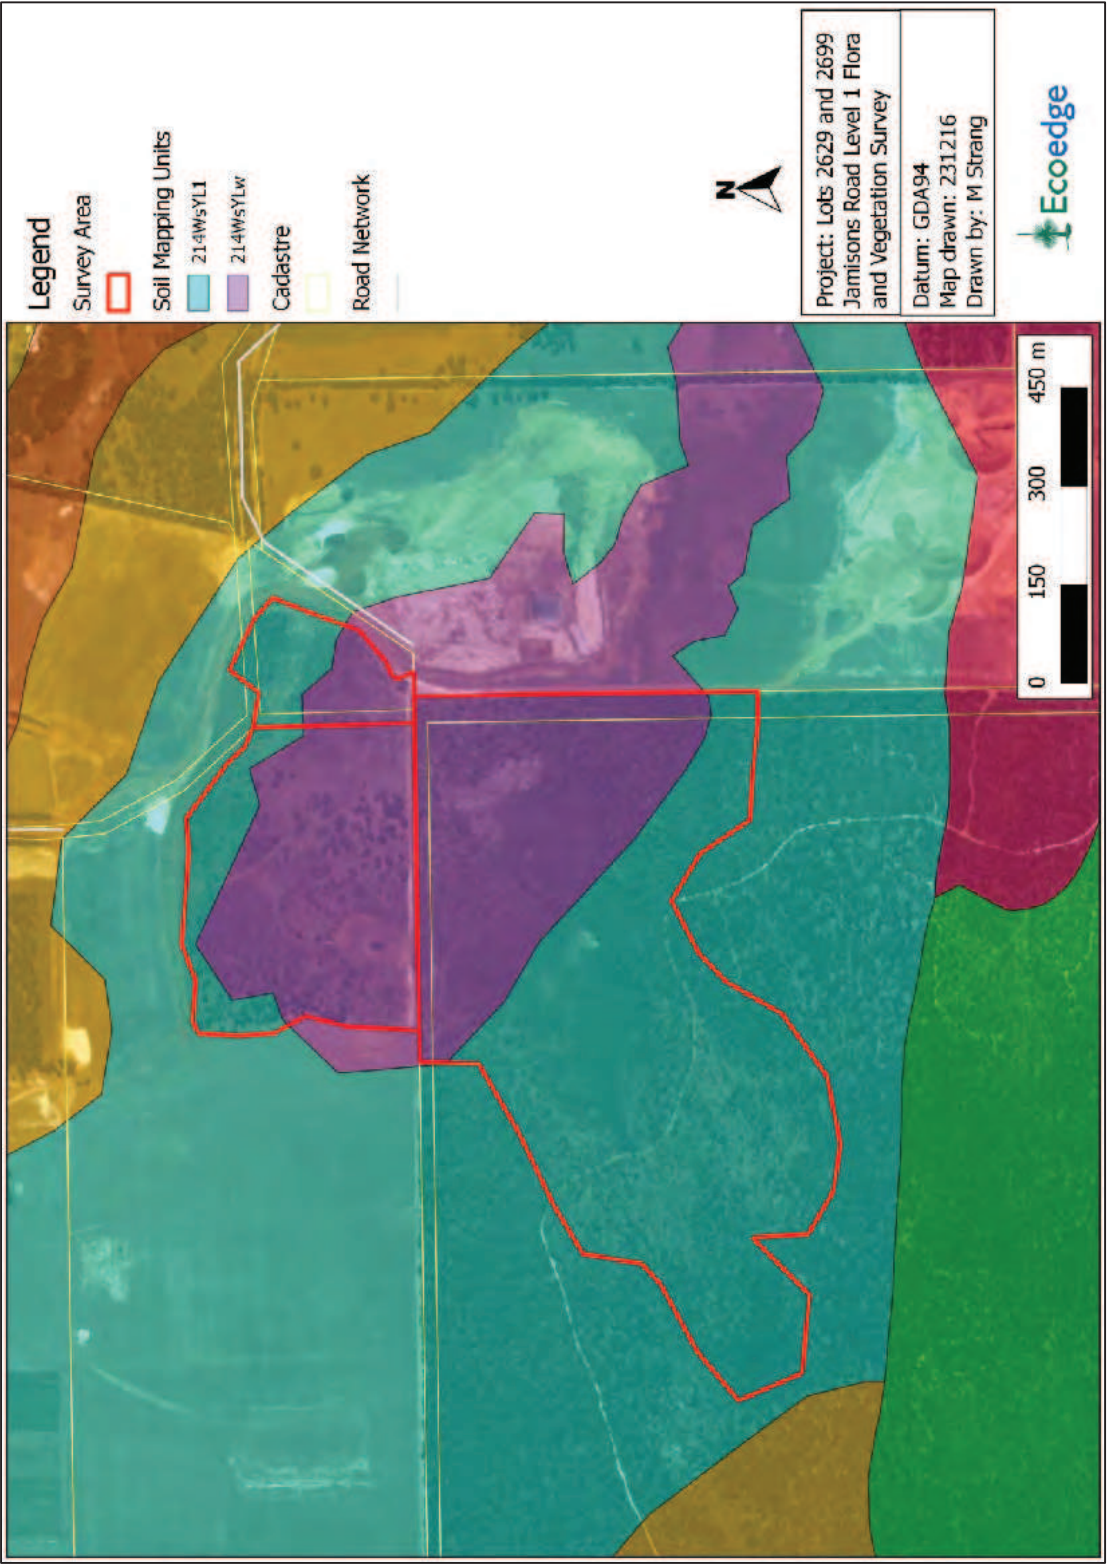 Legend
Survey Area
Soil Mapping Units
214WsYL1
214WsYLw
Cadastre
Road Network
N
Project: Lots 2629 and 2699
Jamisons Road Level 1 Flora
and Vegetation Survey
Datum: GDA94
Map drawn: 231216
Drawn by: M Strang
Ecoedge
0 150 300 450 m